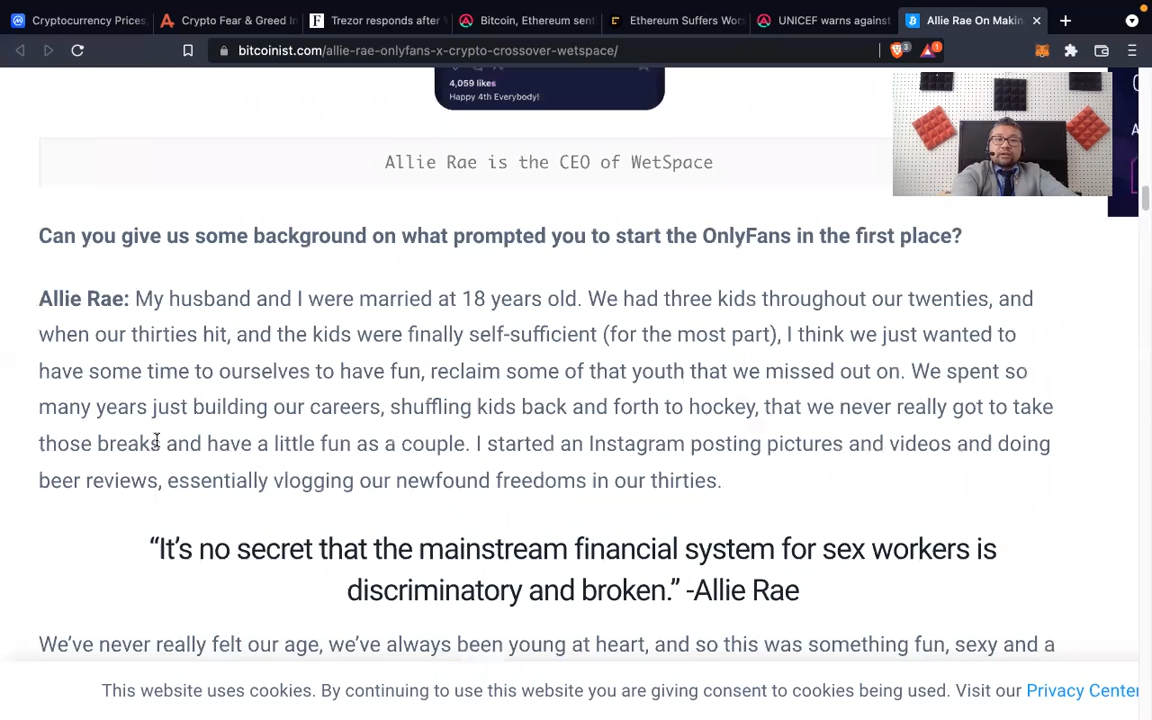 Cryptocurrency Prices,
Crypto Fear & Greed In
Trezor responds after
Bitcoin, Ethereum sent
Ethereum Suffers Wors
UNICEF warns against
Allie Rae On Makin
bitcoinist.com/allie-rae-onlyfans-x-crypto-crossover-wetspace/
3
1
4,059 likes
Happy 4th Everybody!
Allie Rae is the CEO of WetSpace
Can you give us some background on what prompted you to start the OnlyFans in the first place?
Allie Rae: My husband and I were married at 18 years old. We had three kids throughout our twenties, and
when our thirties hit, and the kids were finally self-sufficient (for the most part), I think we just wanted to
have some time to ourselves to have fun, reclaim some of that youth that we missed out on. We spent so
many years just building our careers, shuffling kids back and forth to hockey, that we never really got to take
those breaks and have a little fun as a couple. I started an Instagram posting pictures and videos and doing
beer reviews, essentially vlogging our newfound freedoms in our thirties.
“It’s no secret that the mainstream financial system for sex workers is
discriminatory and broken.” -Allie Rae
We’ve never really felt our age, we’ve always been young at heart, and so this was something fun, sexy and a
This website uses cookies. By continuing to use this website you are giving consent to cookies being used. Visit our Privacy Center